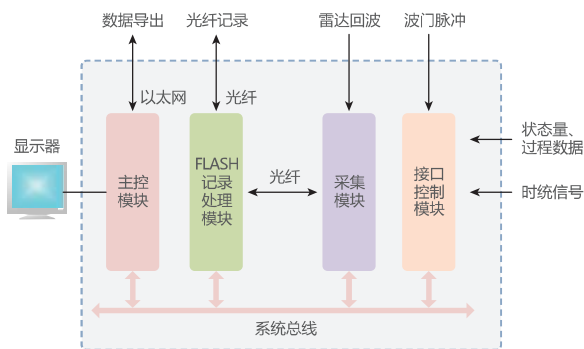 数据导出
光纤记录
雷达回波
波门脉冲
以太网
光纤
显示器
主控
模块
FLASH
记录
处理
模块
光纤
采集
模块
接口
控制
模块
状态量、
过程数据
时统信号
系统总线